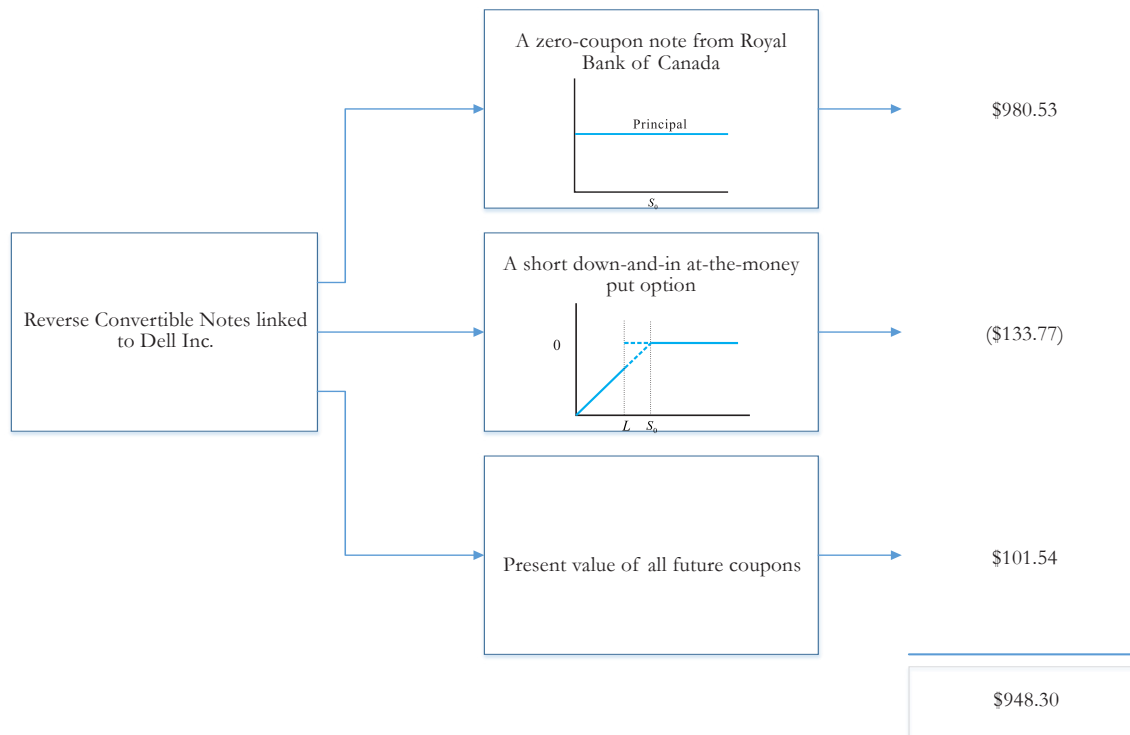 A zero-coupon note from Royal
Bank of Canada
Principal
S₀
$980.53
Reverse Convertible Notes linked
to Dell Inc.
A short down-and-in at-the-money
put option
0
L
S₀
($133.77)
Present value of all future coupons
$101.54
$948.30